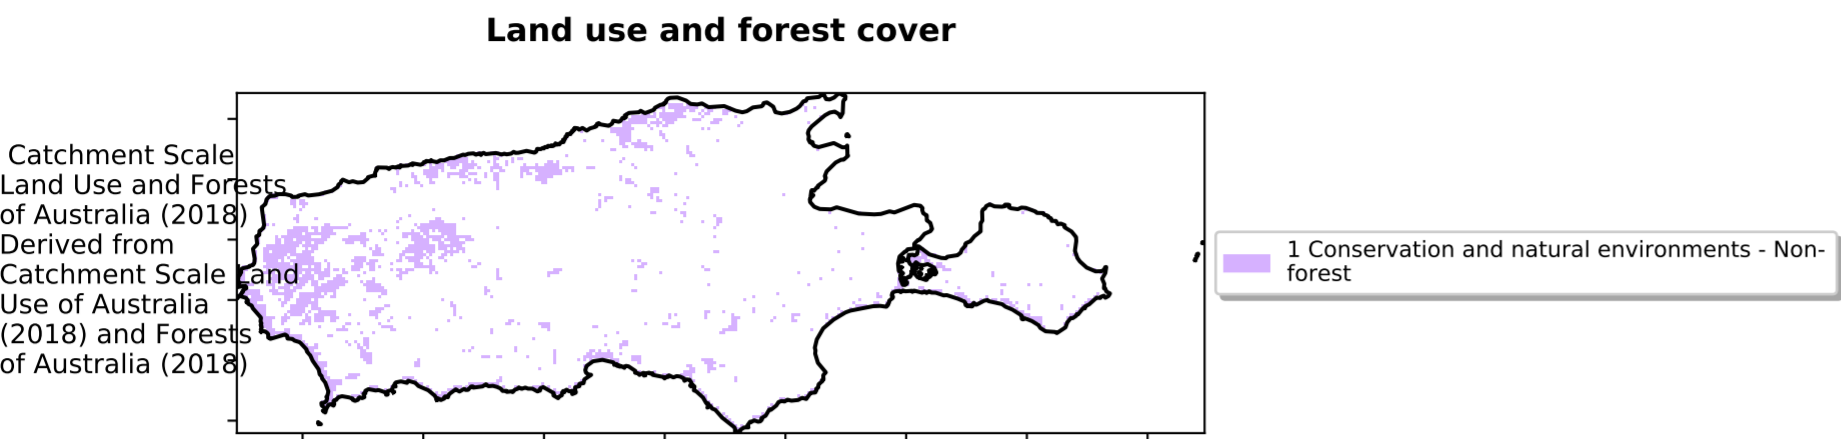 Land use and forest cover
Catchment Scale
Land Use and Forests
of Australia (2018)
Derived from
Catchment Scale Land
Use of Australia
(2018) and Forests
of Australia (2018)
1 Conservation and natural environments - Non-
forest